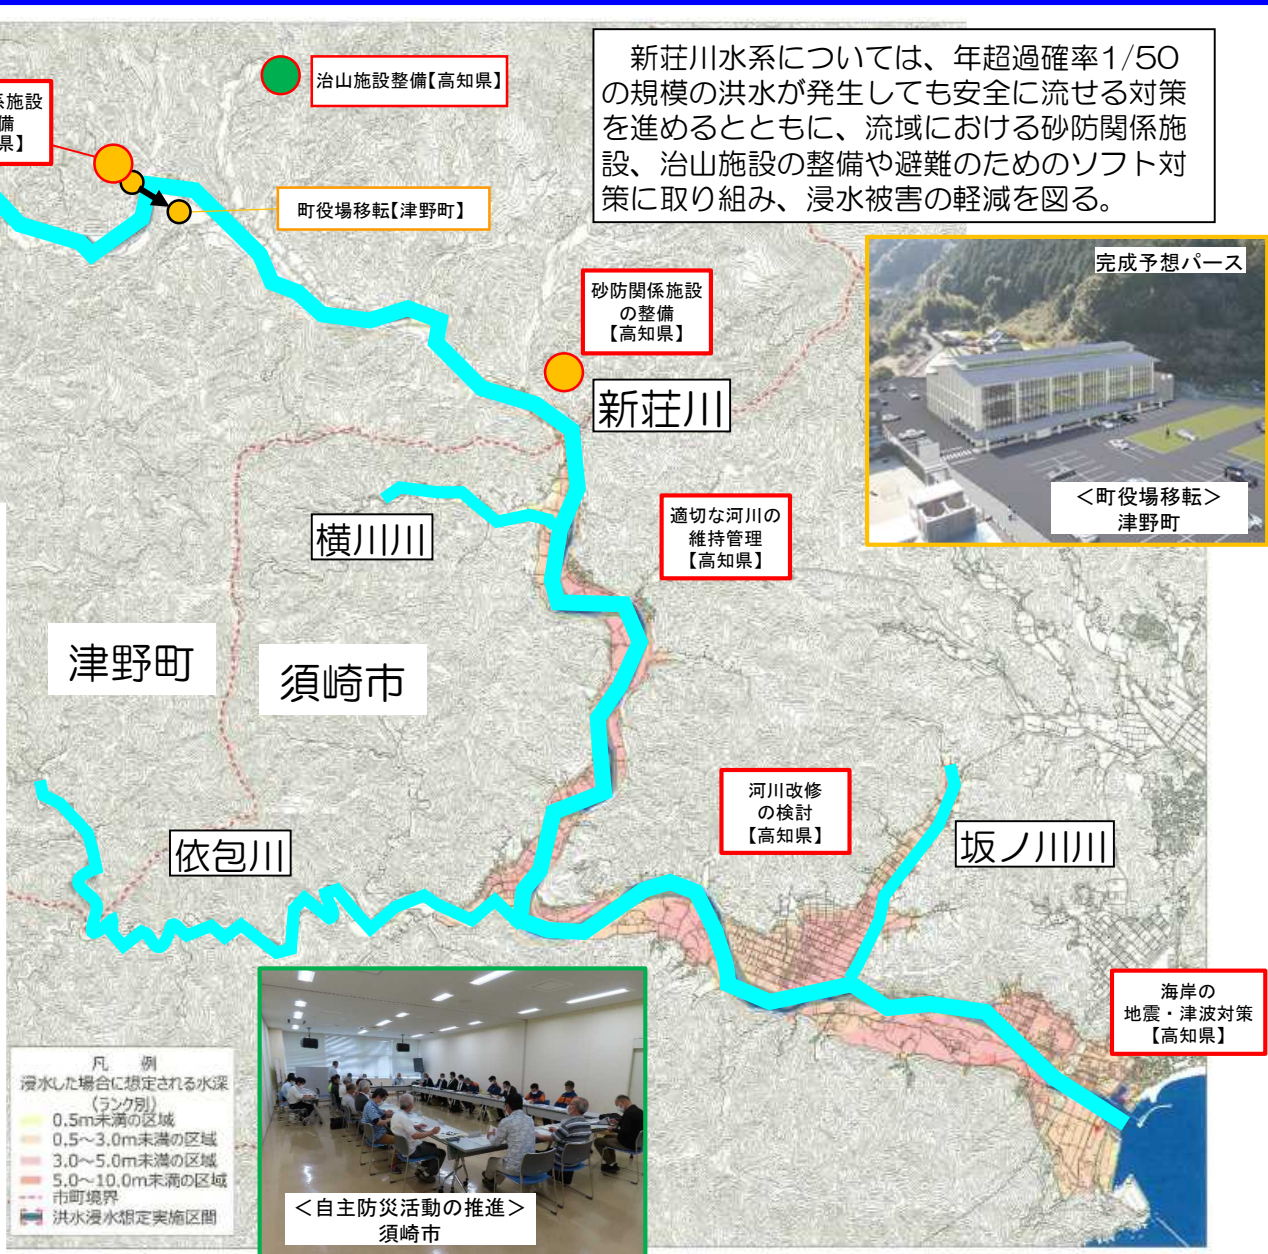 新荘川水系については、年超過確率1/50
の規模の洪水が発生しても安全に流せる対策
を進めるとともに、流域における砂防関係施
設、治山施設の整備や避難のためのソフト対
策に取り組み、浸水被害の軽減を図る。
治山施設整備【高知県】
系施設
備
県】
町役場移転【津野町】
完成予想パース
＜町役場移転＞
津野町
砂防関係施設
の整備
【高知県】
新荘川
横川川
適切な河川の
維持管理
【高知県】
津野町
須崎市
河川改修
の検討
【高知県】
依包川
坂ノ川川
海岸の
地震・津波対策
【高知県】
凡 例
浸水した場合に想定される水深
(ランク別)
0.5m未満の区域
0.5～3.0m未満の区域
3.0～5.0m未満の区域
5.0～10.0m未満の区域
市町境界
洪水浸水想定実施区間
＜自主防災活動の推進＞
須崎市